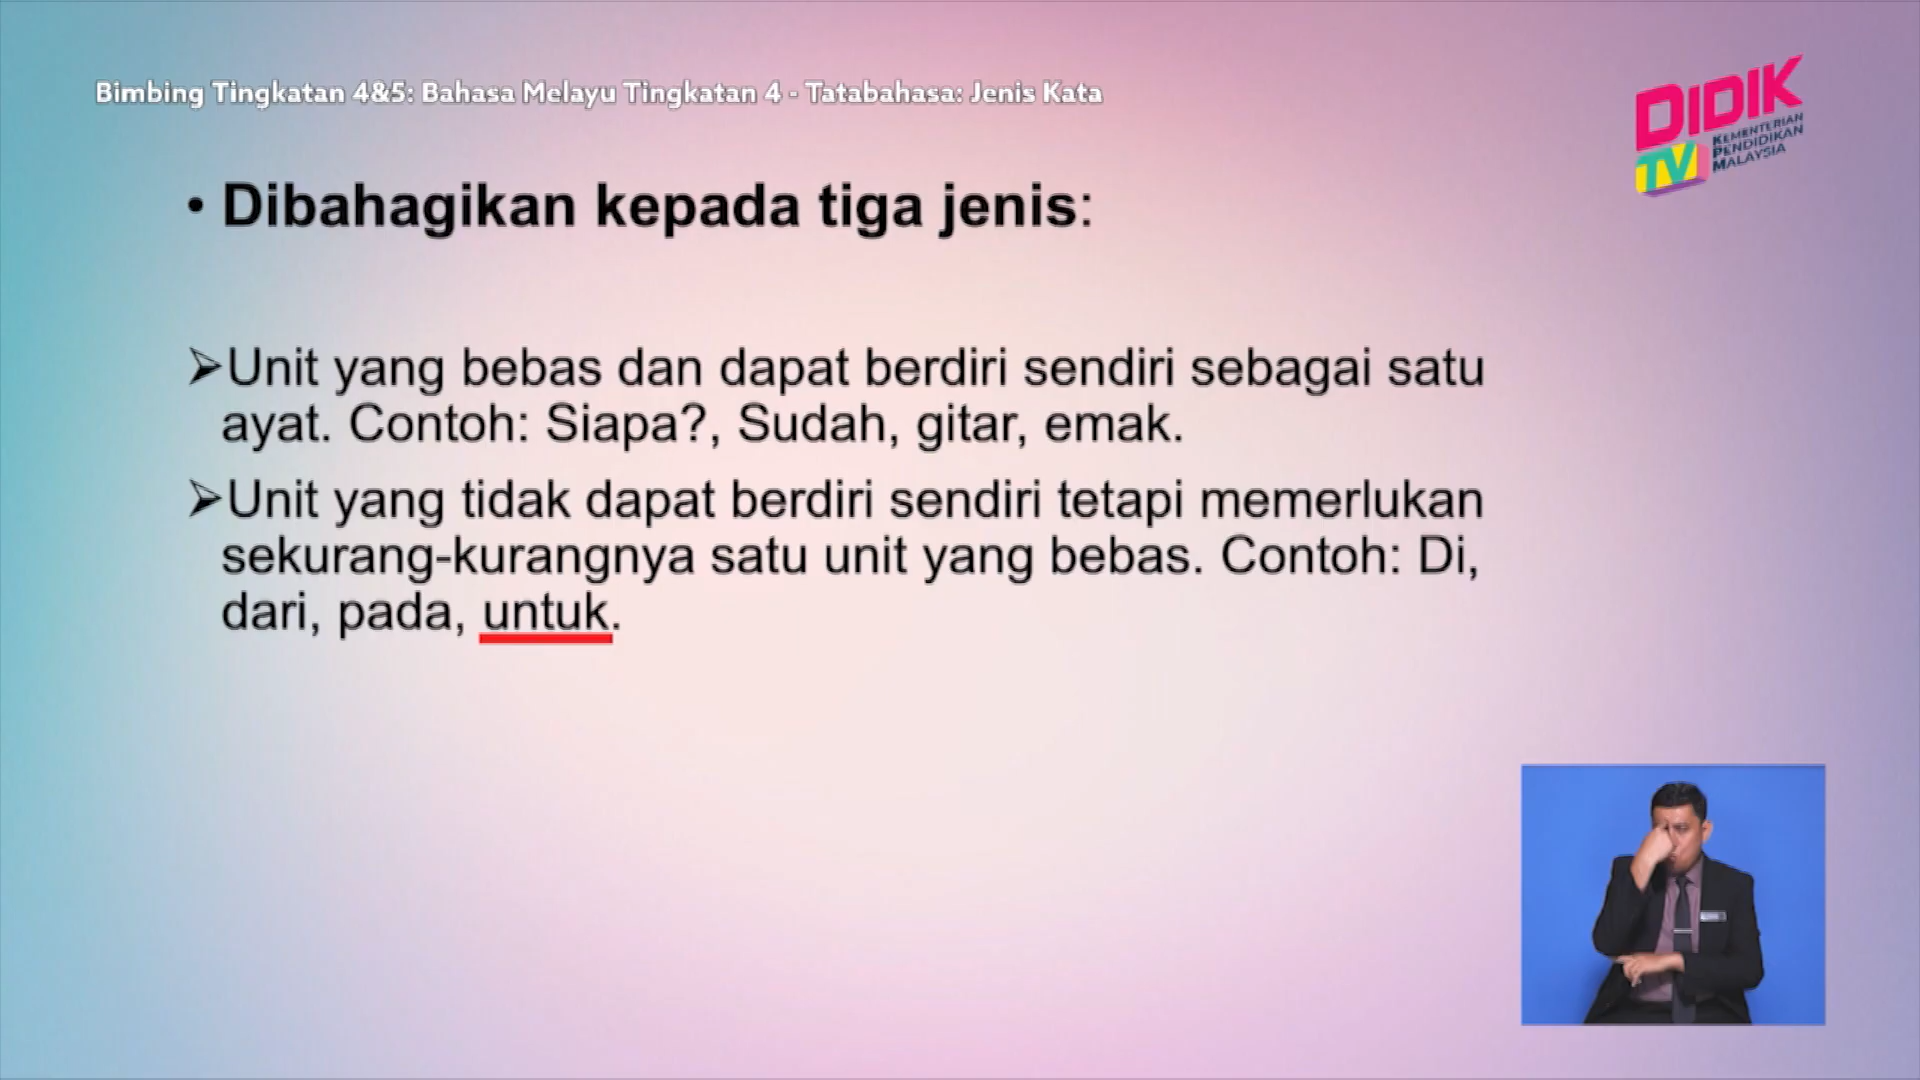 Bimbing Tingkatan 4&5: Bahasa Melayu Tingkatan 4 - Tatabahasa: Jenis Kata
DIDIK
TV
KEMENTERIAN
PENDIDIKAN
MALAYSIA
• Dibahagikan kepada tiga jenis:
➢Unit yang bebas dan dapat berdiri sendiri sebagai satu
ayat. Contoh: Siapa?, Sudah, gitar, emak.
➢Unit yang tidak dapat berdiri sendiri tetapi memerlukan
sekurang-kurangnya satu unit yang bebas. Contoh: Di,
dari, pada, untuk.